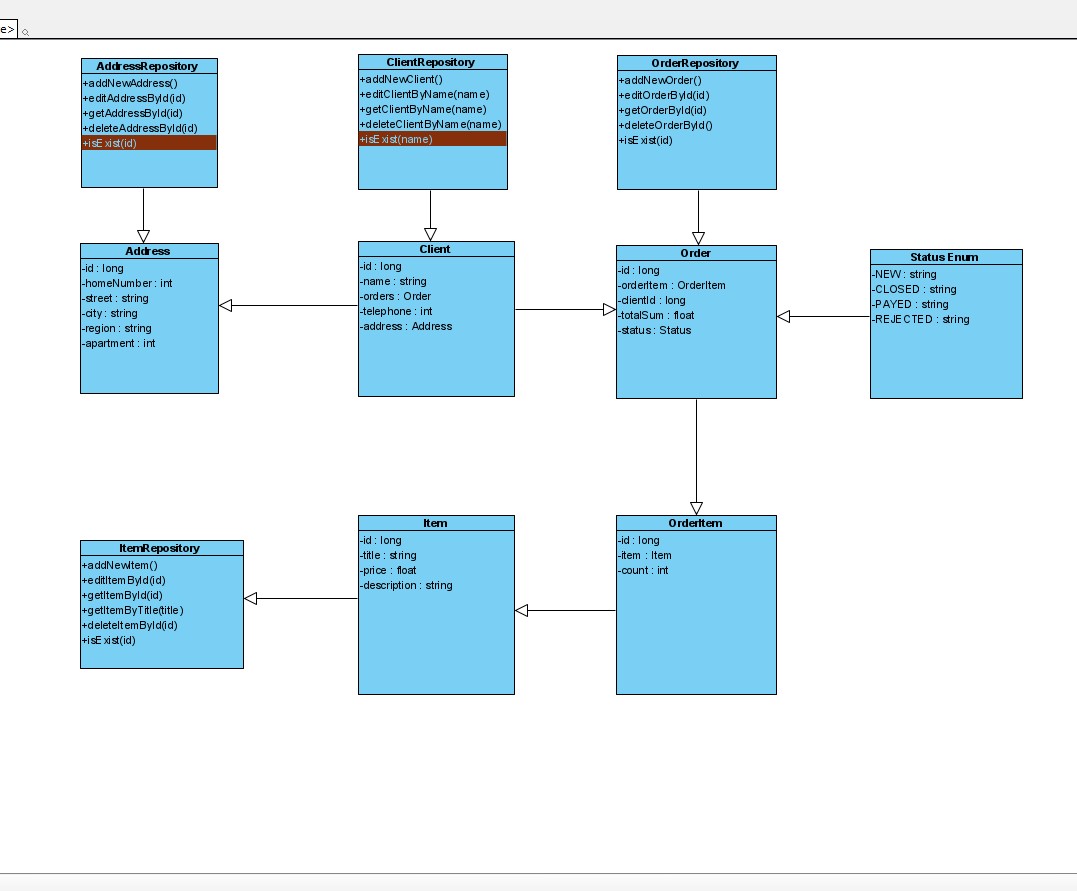 e>
AddressRepository
+addNewAddress()
+editAddressById(id)
+getAddressById(id)
+deleteAddressById(id)
+isExist(id)
ClientRepository
+addNewClient()
+editClientByName(name)
+getClientByName(name)
+deleteClientByName(name)
+isExist(name)
OrderRepository
+addNewOrder()
+editOrderById(id)
+getOrderById(id)
+deleteOrderById()
+isExist(id)
Address
-id : long
-homeNumber : int
-street : string
-city : string
-region : string
-apartment : int
Client
-id : long
-name : string
-orders : Order
-telephone : int
-address : Address
Order
-id : long
-orderItem : OrderItem
-clientId : long
-totalSum : float
-status : Status
Status Enum
-NEW : string
-CLOSED : string
-PAYED : string
-REJECTED : string
ItemRepository
+addNewItem()
+editItemById(id)
+getItemById(id)
+getItemByTitle(title)
+deleteItemById(id)
+isExist(id)
Item
-id : long
-title : string
-price : float
-description : string
OrderItem
-id : long
-item : Item
-count : int